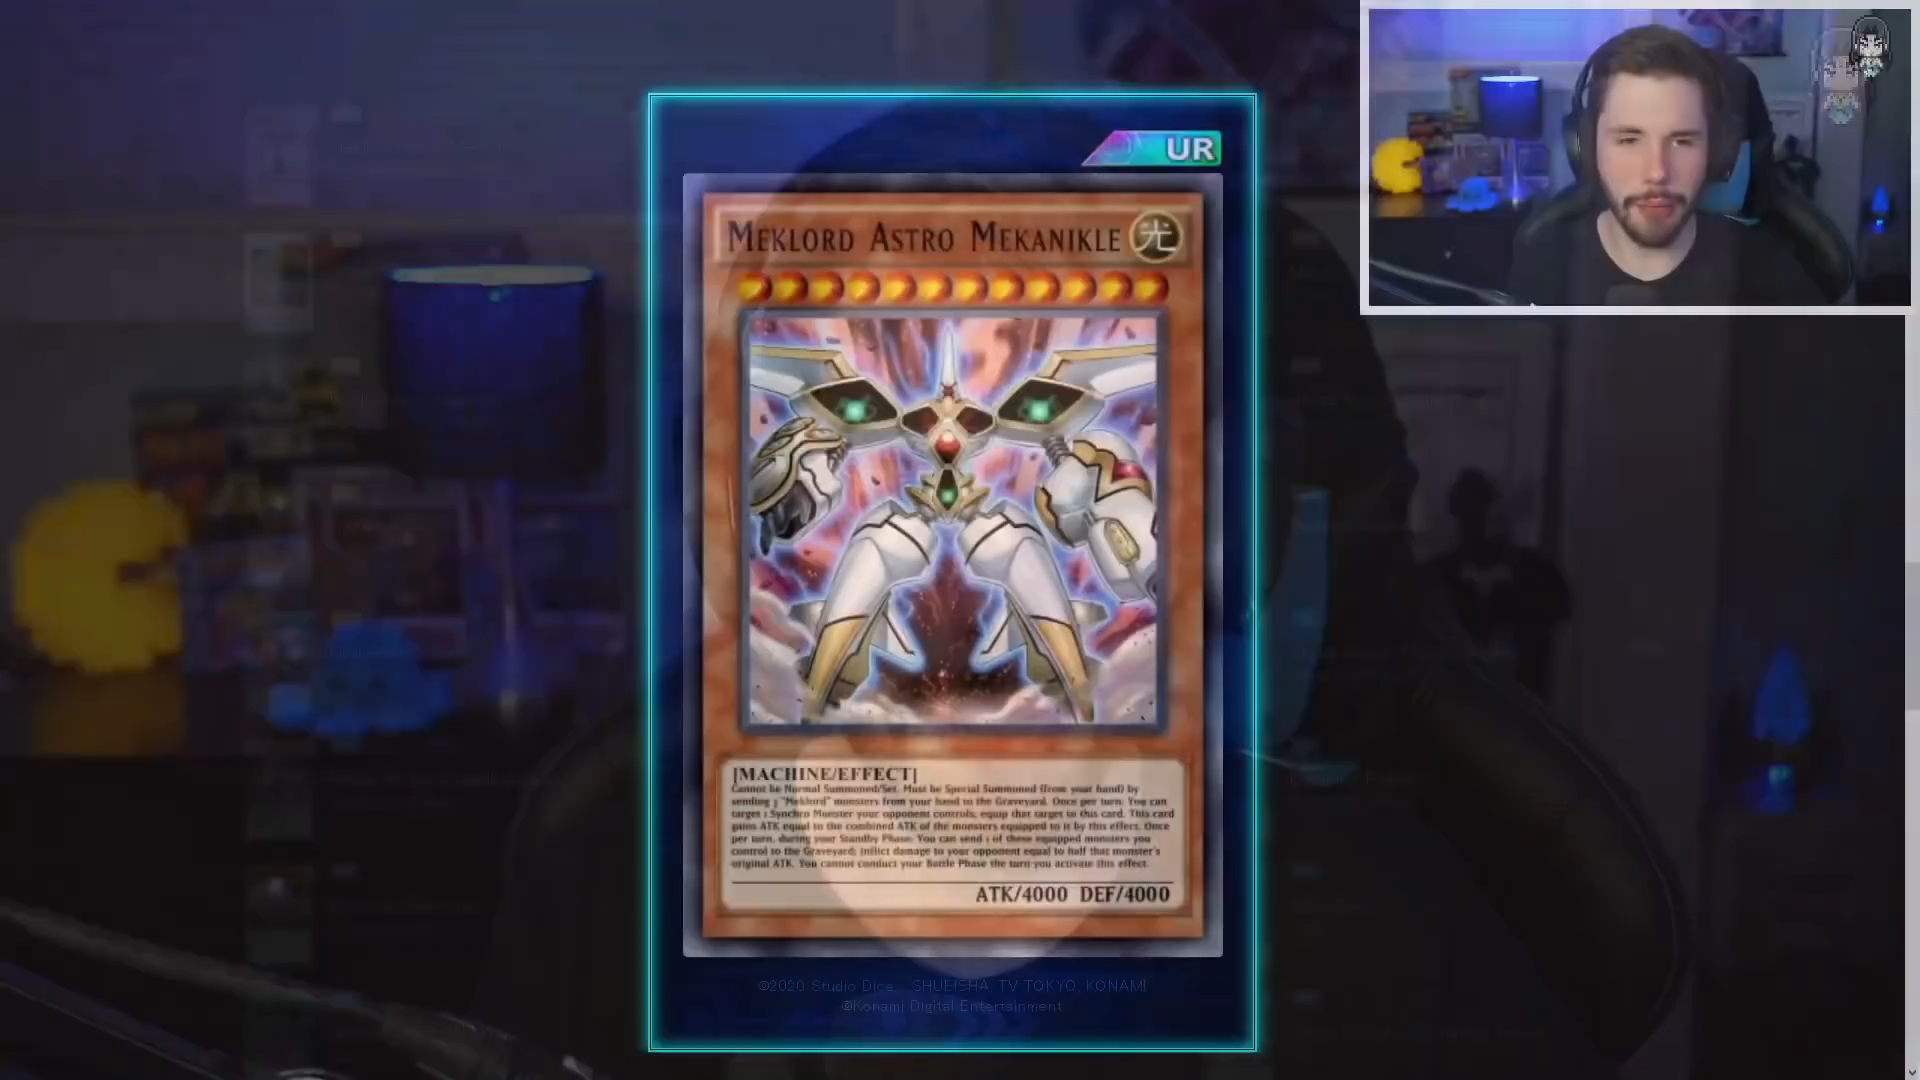 UR
MEKLORD ASTRO MEKANIKLE
光
[MACHINE/EFFECT]
Cannot be Normal Summoned/Set. Must be Special Summoned (from your hand) by
sending 3 "Meklord" monsters from your hand to the Graveyard. Once per turn: You can
target 1 Synchro Monster your opponent controls; equip that target to this card. This card
gains ATK equal to the combined ATK of the monsters equipped to it by this effect. Once
per turn, during your Standby Phase: You can send 1 of these equipped monsters you
control to the Graveyard; inflict damage to your opponent equal to half that monster's
original ATK. You cannot conduct your Battle Phase the turn you activate this effect.
ATK/4000 DEF/4000
©2020 Studio Dice／SHUEISHA, TV TOKYO, KONAMI
©Konami Digital Entertainment